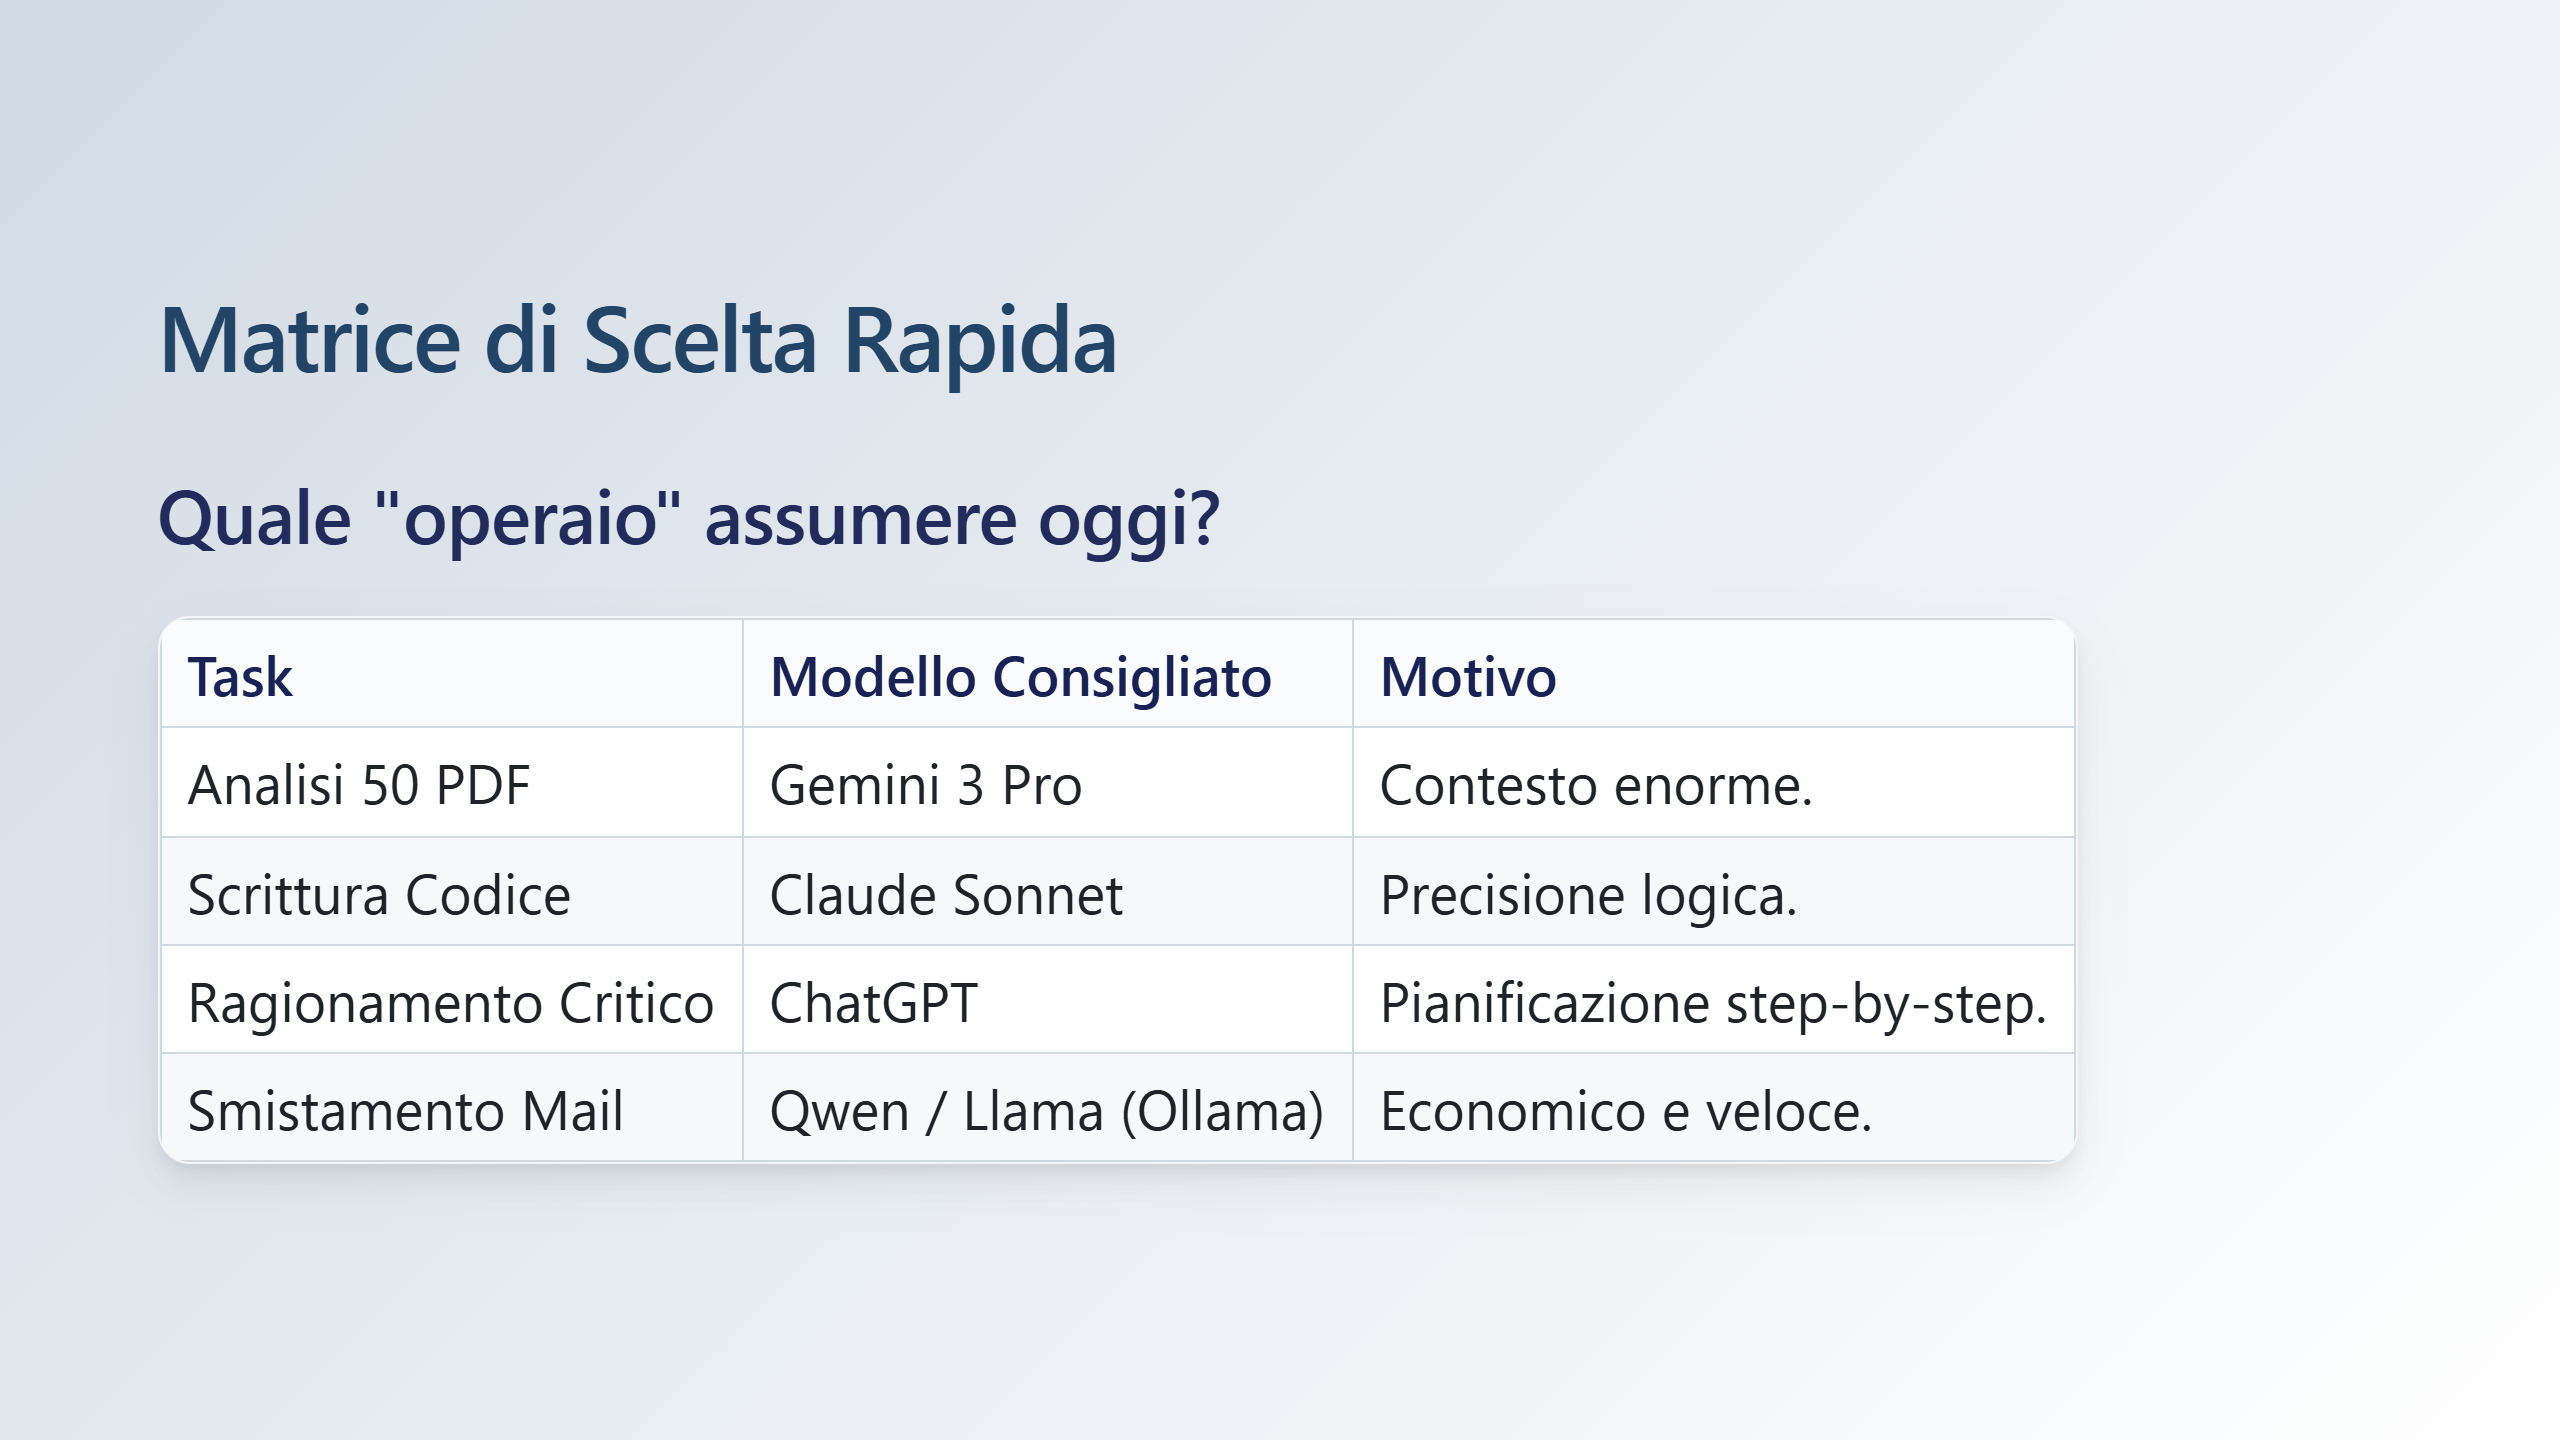 Matrice di Scelta Rapida
Quale "operaio" assumere oggi?
Task Modello Consigliato Motivo
Analisi 50 PDF Gemini 3 Pro Contesto enorme.
Scrittura Codice Claude Sonnet Precisione logica.
Ragionamento Critico ChatGPT Pianificazione step-by-step.
Smistamento Mail Qwen / Llama (Ollama) Economico e veloce.